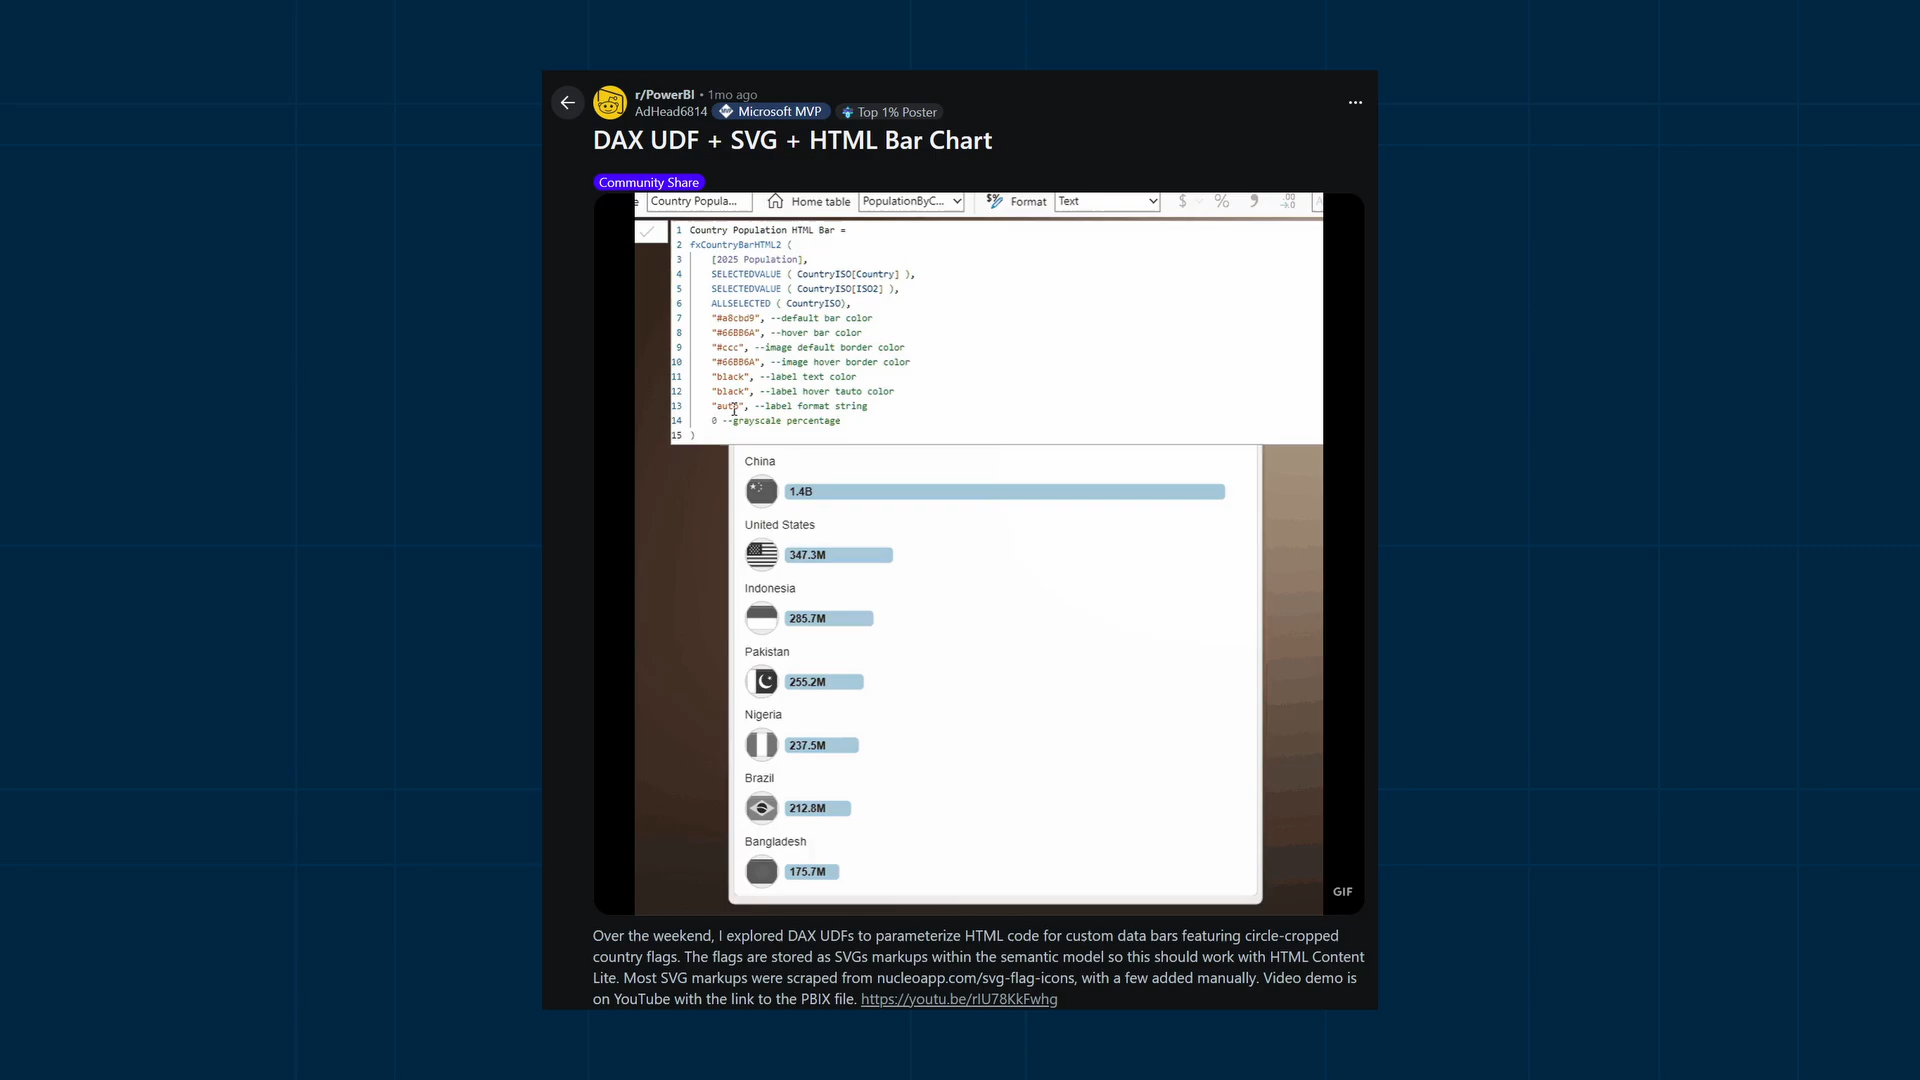 r/PowerBI • 1mo ago
AdHead6814 Microsoft MVP Top 1% Poster
DAX UDF + SVG + HTML Bar Chart
Community Share
Country Popula... Home table PopulationByC... Format Text $ % 9 .00
1 Country Population HTML Bar =
2 fxCountryBarHTML2 (
3 [2025 Population],
4 SELECTEDVALUE ( CountryISO[Country] ),
5 SELECTEDVALUE ( CountryISO[ISO2] ),
6 ALLSELECTED ( CountryISO),
7 "#a8cbd9", --default bar color
8 "#66BB6A", --hover bar color
9 "#ccc", --image default border color
10 "#66BB6A", --image hover border color
11 "black", --label text color
12 "black", --label hover tauto color
13 "auto", --label format string
14 0 --grayscale percentage
15 )
China
1.4B
United States
347.3M
Indonesia
285.7M
Pakistan
255.2M
Nigeria
237.5M
Brazil
212.8M
Bangladesh
175.7M
GIF
Over the weekend, I explored DAX UDFs to parameterize HTML code for custom data bars featuring circle-cropped
country flags. The flags are stored as SVGs markups within the semantic model so this should work with HTML Content
Lite. Most SVG markups were scraped from nucleoapp.com/svg-flag-icons, with a few added manually. Video demo is
on YouTube with the link to the PBIX file. https://youtu.be/rIU78KkFwhg